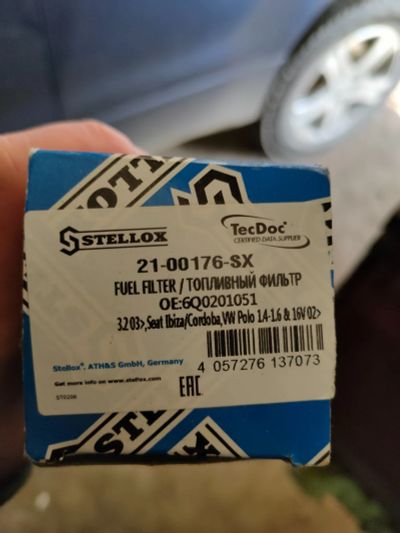 STELLOX
TecDoc
CERTIFIED DATA SUPPLIER
21-00176-SX
FUEL FILTER / ТОПЛИВНЫЙ ФИЛЬТР
OE:6Q0201051
3.2 03>,Seat Ibiza/Cordoba,VW Polo 1.4-1.6 & 16V 02>
Stellox®. ATH&S GmbH, Germany
Get more info on www.stellox.com
4 057276 137073
EAC